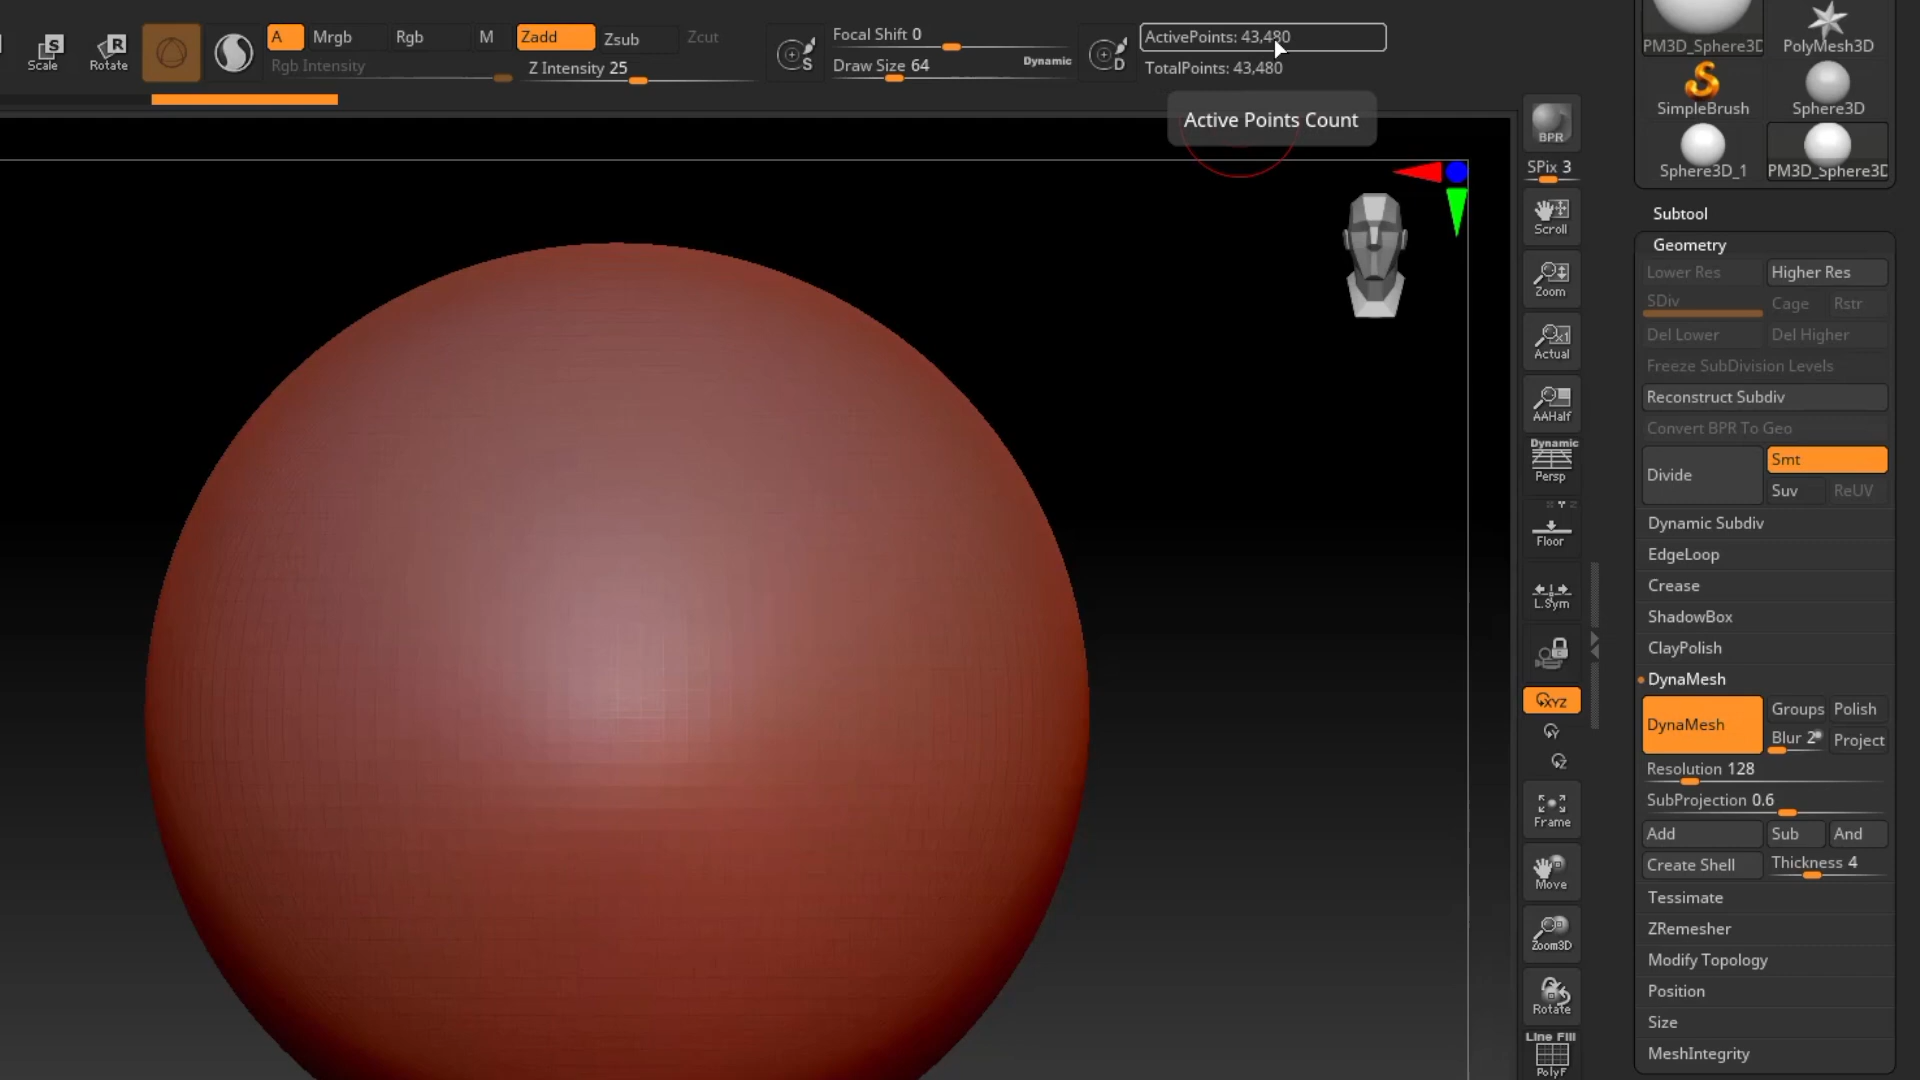 A Mrgb Rgb M Zadd Zsub Zcut
Rgb Intensity
Z Intensity 25
Scale
Rotate
S
Focal Shift 0
Draw Size 64
Dynamic
D
ActivePoints: 43,480
TotalPoints: 43,480
Active Points Count
PM3D_Sphere3D
PolyMesh3D
SimpleBrush
Sphere3D
Sphere3D_1
PM3D_Sphere3D
BPR
SPix 3
Scroll
Zoom
Actual
AAHalf
Dynamic
Persp
Floor
L.Sym
XYZ
Y
Z
Frame
Move
Zoom3D
Rotate
Line Fill
PolyF
Subtool
Geometry
Lower Res Higher Res
SDiv Cage Rstr
Del Lower Del Higher
Freeze SubDivision Levels
Reconstruct Subdiv
Convert BPR To Geo
Divide Smt
Suv ReUV
Dynamic Subdiv
EdgeLoop
Crease
ShadowBox
ClayPolish
DynaMesh
DynaMesh Groups Polish
Blur 2 Project
Resolution 128
SubProjection 0.6
Add Sub And
Create Shell Thickness 4
Tessimate
ZRemesher
Modify Topology
Position
Size
MeshIntegrity